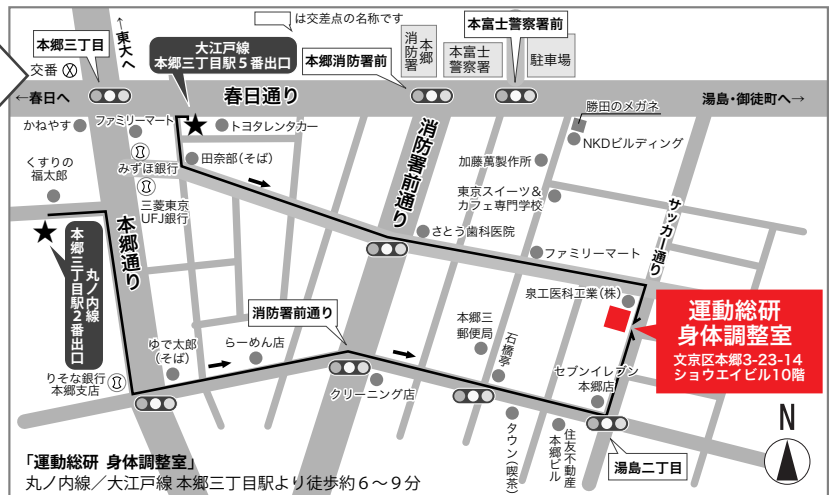 は交差点の名称です
←東大へ
本郷三丁目
交番
大江戸線
本郷三丁目駅5番出口
本郷消防署前
本郷
消防署
本富士
警察署
本富士警察署前
駐車場
←春日へ
春日通り
湯島・御徒町へ→
かねやす
ファミリーマート
トヨタレンタカー
勝田のメガネ
NKDビルディング
みずほ銀行
田奈部(そば)
消防署前通り
加藤萬製作所
くすりの
福太郎
三菱東京
UFJ銀行
東京スイーツ&
カフェ専門学校
サッカー通り
本郷通り
さとう歯科医院
ファミリーマート
丸ノ内線
本郷三丁目駅2番出口
泉工医科工業(株)
運動総研
身体調整室
文京区本郷3-23-14
ショウエイビル10階
消防署前通り
本郷三
郵便局
石橋亭
ゆで太郎
(そば)
らーめん店
りそな銀行
本郷支店
クリーニング店
セブンイレブン
本郷店
タウン(喫茶)
住友不動産
本郷ビル
湯島二丁目
N
「運動総研 身体調整室」
丸ノ内線/大江戸線 本郷三丁目駅より徒歩約6~9分